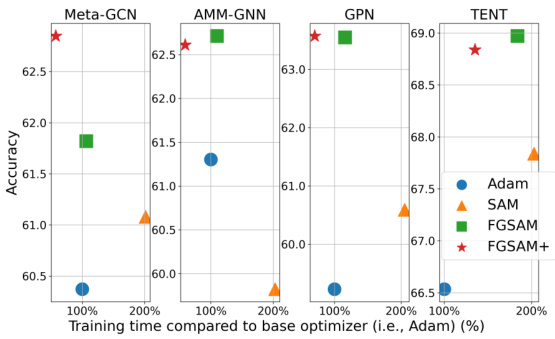 Meta-GCN AMM-GNN GPN TENT
Accuracy
62.5
62.0
61.5
61.0
60.5
62.5
62.0
61.5
61.0
60.5
60.0
63.5
63.0
62.0
60.0
69.0
68.5
68.0
67.5
67.0
66.5
Adam
SAM
FGSAM
FGSAM+
100% 200% 100% 200% 100% 200% 100% 200%
Training time compared to base optimizer (i.e., Adam) (%)